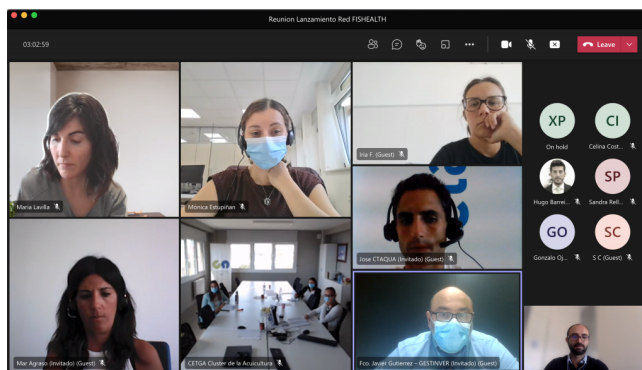 Reunion Lanzamiento Red FISHEALTH
03:02:59
Leave
Maria Lavilla
Mónica Estupiñan
Iria F. (Guest)
Jose CTAQUA (Invitado) (Guest)
Mar Agraso (Invitado) (Guest)
CETGA Cluster de la Acuicultura
Fco. Javier Gutierrez – GESTINVER (Invitado) (Guest)
XP
On hold
CI
Celina Cost...
Hugo Barrei...
SP
Sandra Rell...
GO
Gonzalo Oj...
SC
S C (Guest)